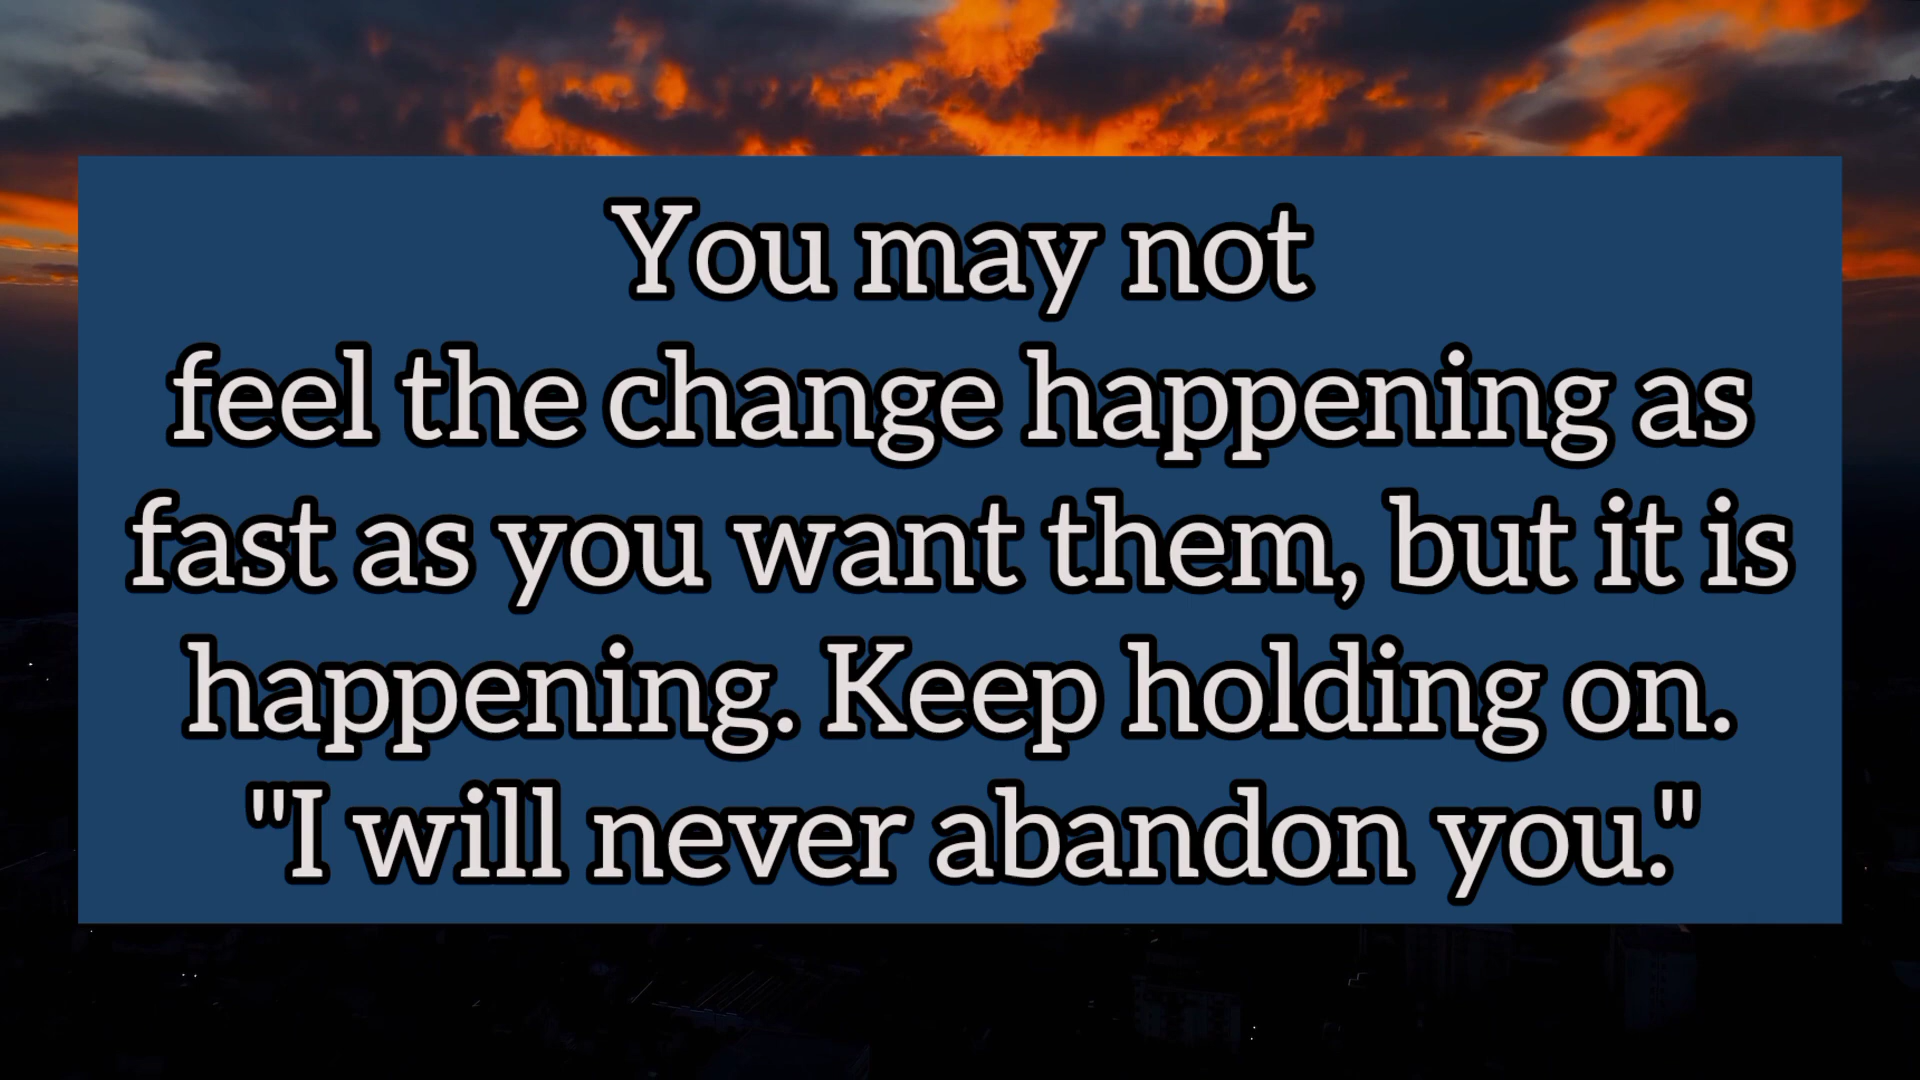 You may not
feel the change happening as
fast as you want them, but it is
happening. Keep holding on.
"I will never abandon you."